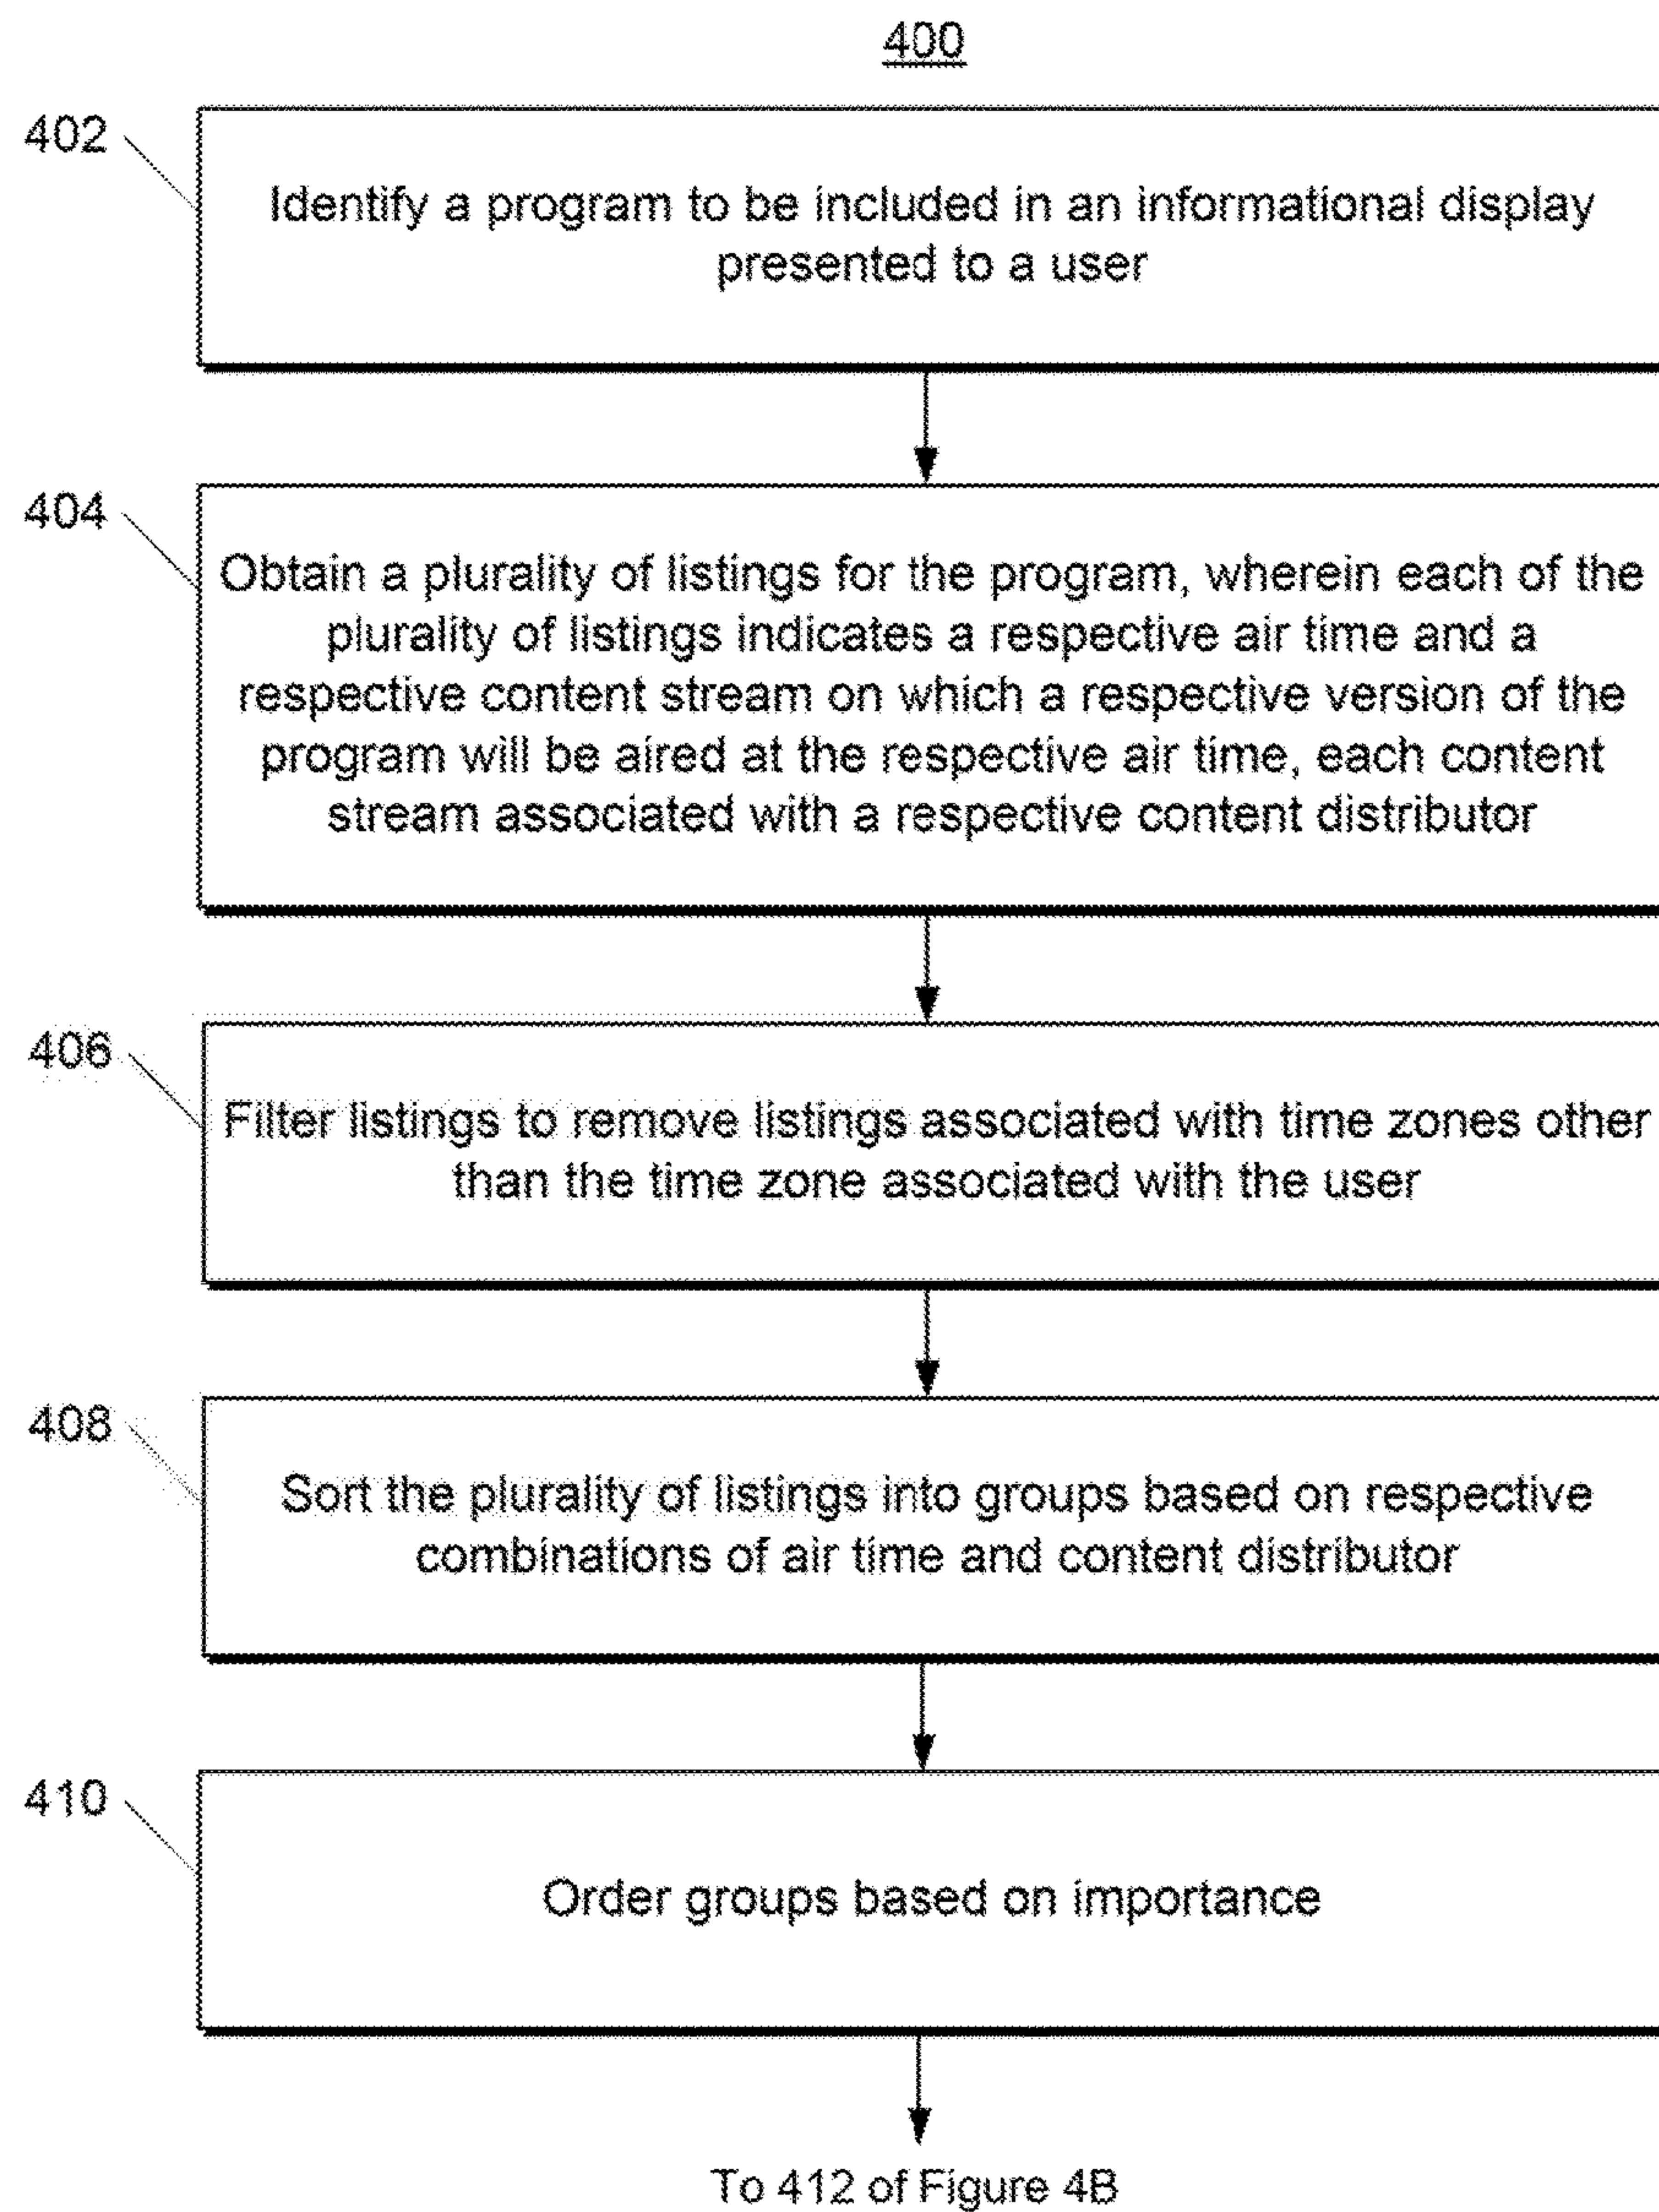 400
402
Identify a program to be included in an informational display
presented to a user
404
Obtain a plurality of listings for the program, wherein each of the
plurality of listings indicates a respective air time and a
respective content stream on which a respective version of the
program will be aired at the respective air time, each content
stream associated with a respective content distributor
406
Filter listings to remove listings associated with time zones other
than the time zone associated with the user
408
Sort the plurality of listings into groups based on respective
combinations of air time and content distributor
410
Order groups based on importance
To 412 of Figure 4B